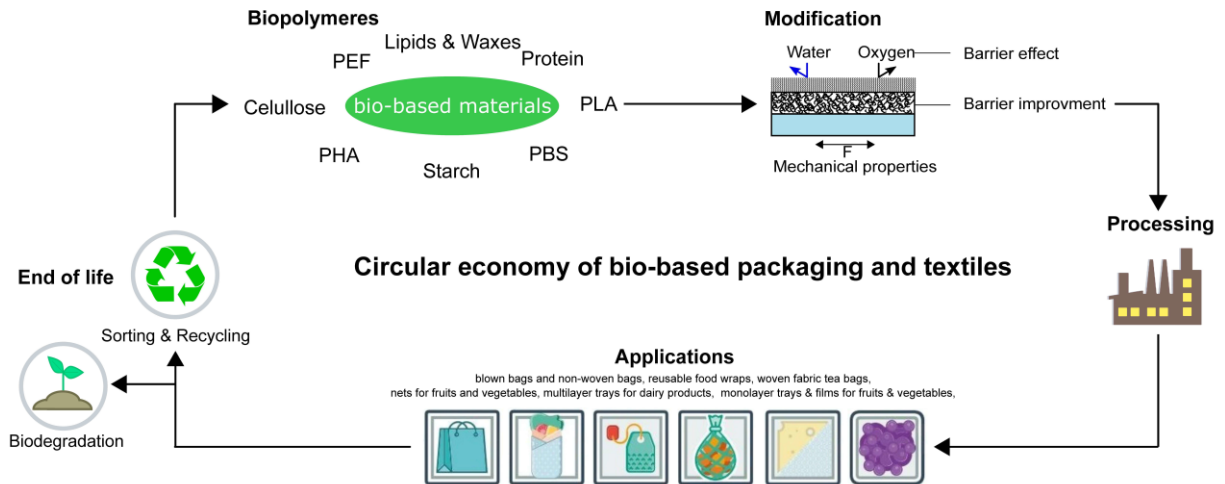 Biopolymeres
Lipids & Waxes
PEF
Protein
Celullose
bio-based materials
PLA
PHA
Starch
PBS
Modification
Water
Oxygen
Barrier effect
Barrier improvment
F
Mechanical properties
Processing
Circular economy of bio-based packaging and textiles
End of life
Sorting & Recycling
Biodegradation
Applications
blown bags and non-woven bags, reusable food wraps, woven fabric tea bags,
nets for fruits and vegetables, multilayer trays for dairy products, monolayer trays & films for fruits & vegetables,